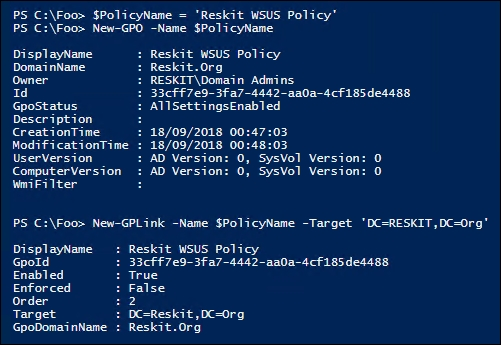 PS C:\Foo> $PolicyName = 'Reskit WSUS Policy'
PS C:\Foo> New-GPO -Name $PolicyName
DisplayName : Reskit WSUS Policy
DomainName : Reskit.Org
Owner : RESKIT\Domain Admins
Id : 33cff7e9-3fa7-4442-aa0a-4cf185de4488
GpoStatus : AllSettingsEnabled
Description :
CreationTime : 18/09/2018 00:47:03
ModificationTime : 18/09/2018 00:48:03
UserVersion : AD Version: 0, SysVol Version: 0
ComputerVersion : AD Version: 0, SysVol Version: 0
WmiFilter :
PS C:\Foo> New-GPLink -Name $PolicyName -Target 'DC=RESKIT,DC=Org'
DisplayName : Reskit WSUS Policy
GpoId : 33cff7e9-3fa7-4442-aa0a-4cf185de4488
Enabled : True
Enforced : False
Order : 2
Target : DC=Reskit,DC=Org
GpoDomainName : Reskit.Org